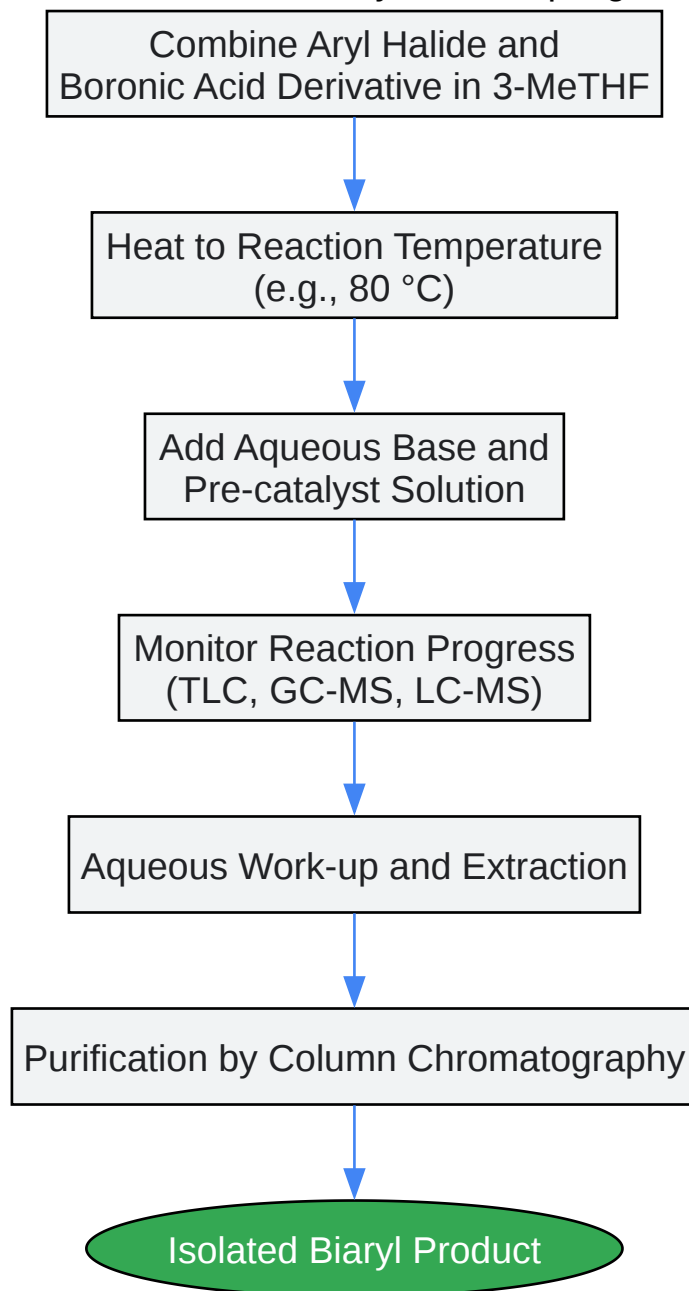 Combine Aryl Halide and
Boronic Acid Derivative in 3-MeTHF
Heat to Reaction Temperature
(e.g., 80 °C)
Add Aqueous Base and
Pre-catalyst Solution
Monitor Reaction Progress
(TLC, GC-MS, LC-MS)
Aqueous Work-up and Extraction
Purification by Column Chromatography
Isolated Biaryl Product